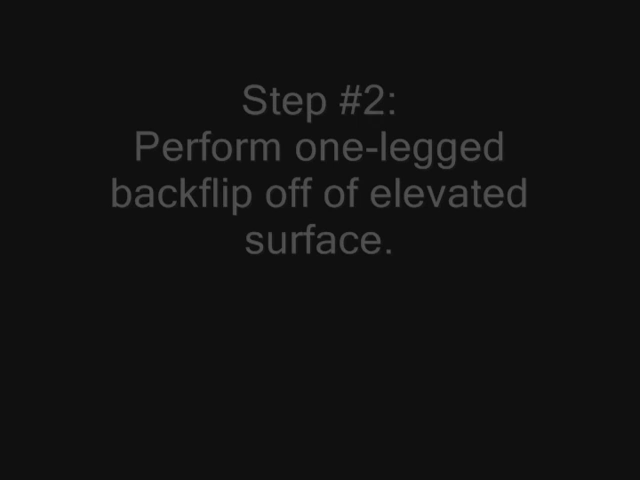 Step #2:
Perform one-legged
backflip off of elevated
surface.